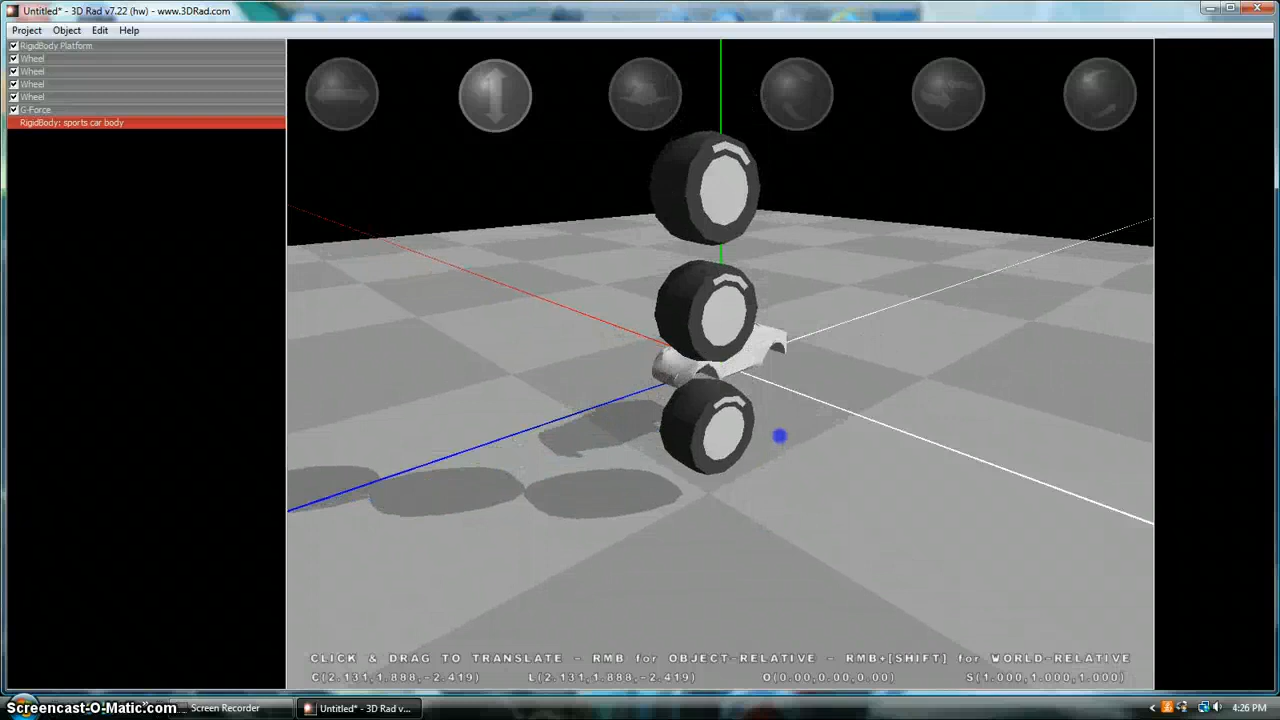 Untitled* - 3D Rad v7.22 (hw) - www.3DRad.com
Project Object Edit Help
RigidBody Platform
Wheel
Wheel
Wheel
Wheel
G-Force
RigidBody: sports car body
CLICK & DRAG TO TRANSLATE - RMB for OBJECT-RELATIVE - RMB+[SHIFT] for WORLD-RELATIVE
C(2.131,1.888,-2.419) L(2.131,1.888,-2.419) O(0.00,0.00,0.00) S(1.000,1.000,1.000)
Screencast-O-Matic.com Screen Recorder Untitled* - 3D Rad v... 4:26 PM